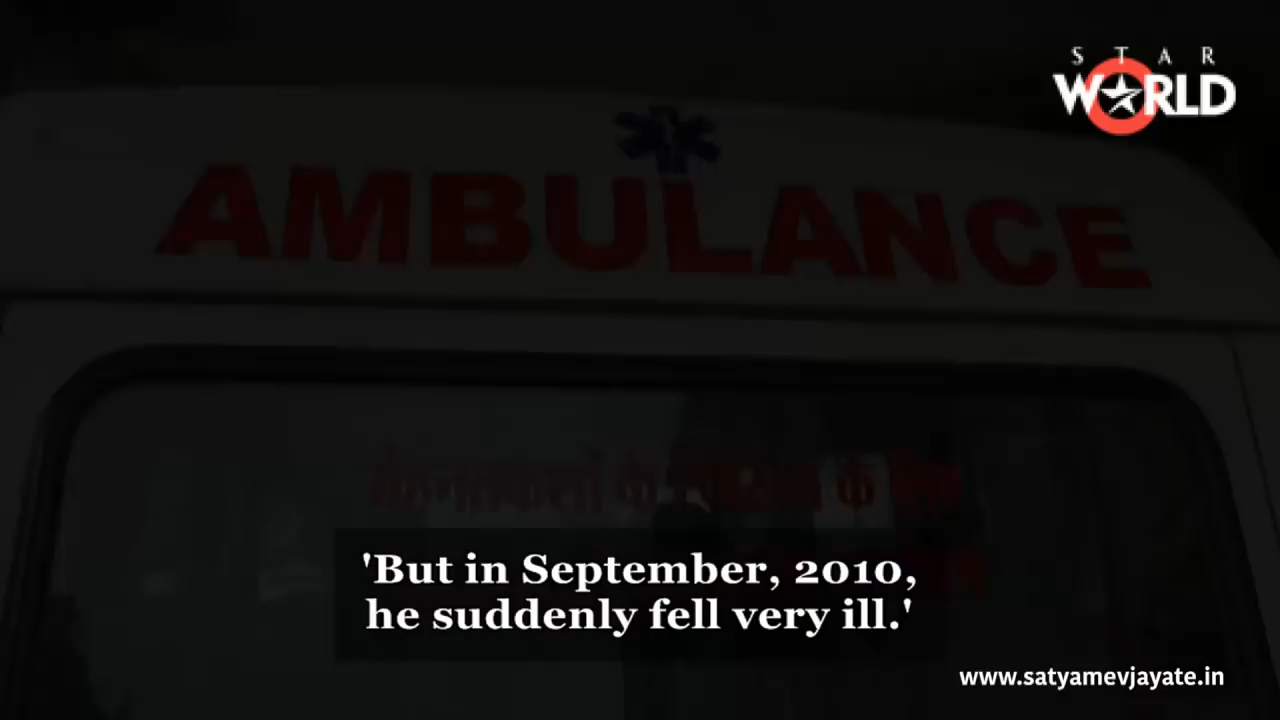 STAR
WORLD
AMBULANCE
के
के
'But in September, 2010,
he suddenly fell very ill.'
www.satyamevjayate.in